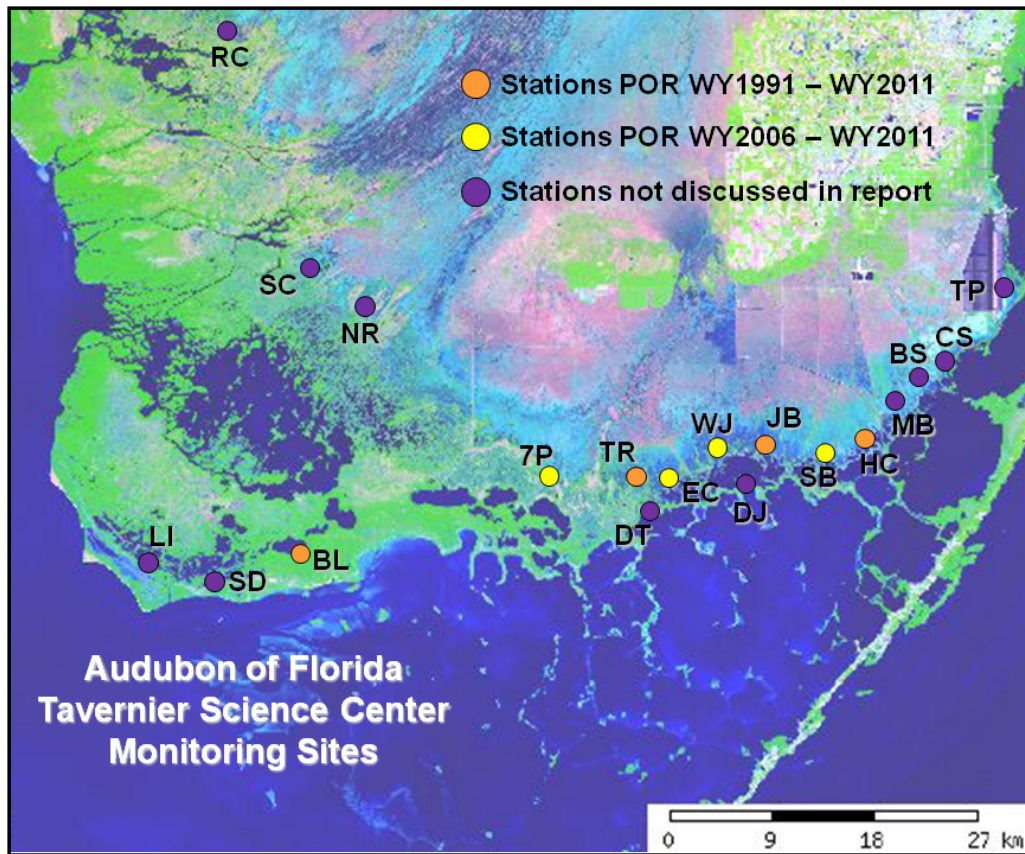 RC
Stations POR WY1991 – WY2011
Stations POR WY2006 – WY2011
Stations not discussed in report
SC
NR
TP
CS
BS
MB
JB
WJ
HC
SB
7P
TR
EC
DJ
DT
LI
BL
SD
Audubon of Florida
Tavernier Science Center
Monitoring Sites
0 9 18 27 km